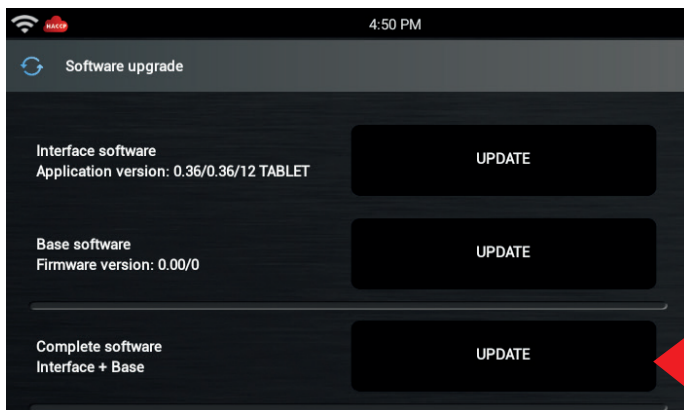 HACCP
4:50 PM
Software upgrade
Interface software
Application version: 0.36/0.36/12 TABLET
UPDATE
Base software
Firmware version: 0.00/0
UPDATE
Complete software
Interface + Base
UPDATE